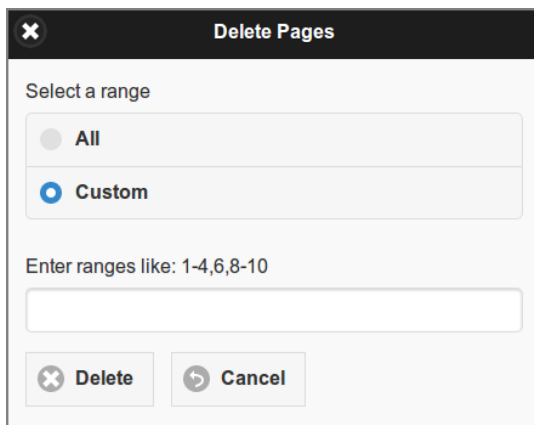 Delete Pages
Select a range
All
Custom
Enter ranges like: 1-4,6,8-10
Delete Cancel